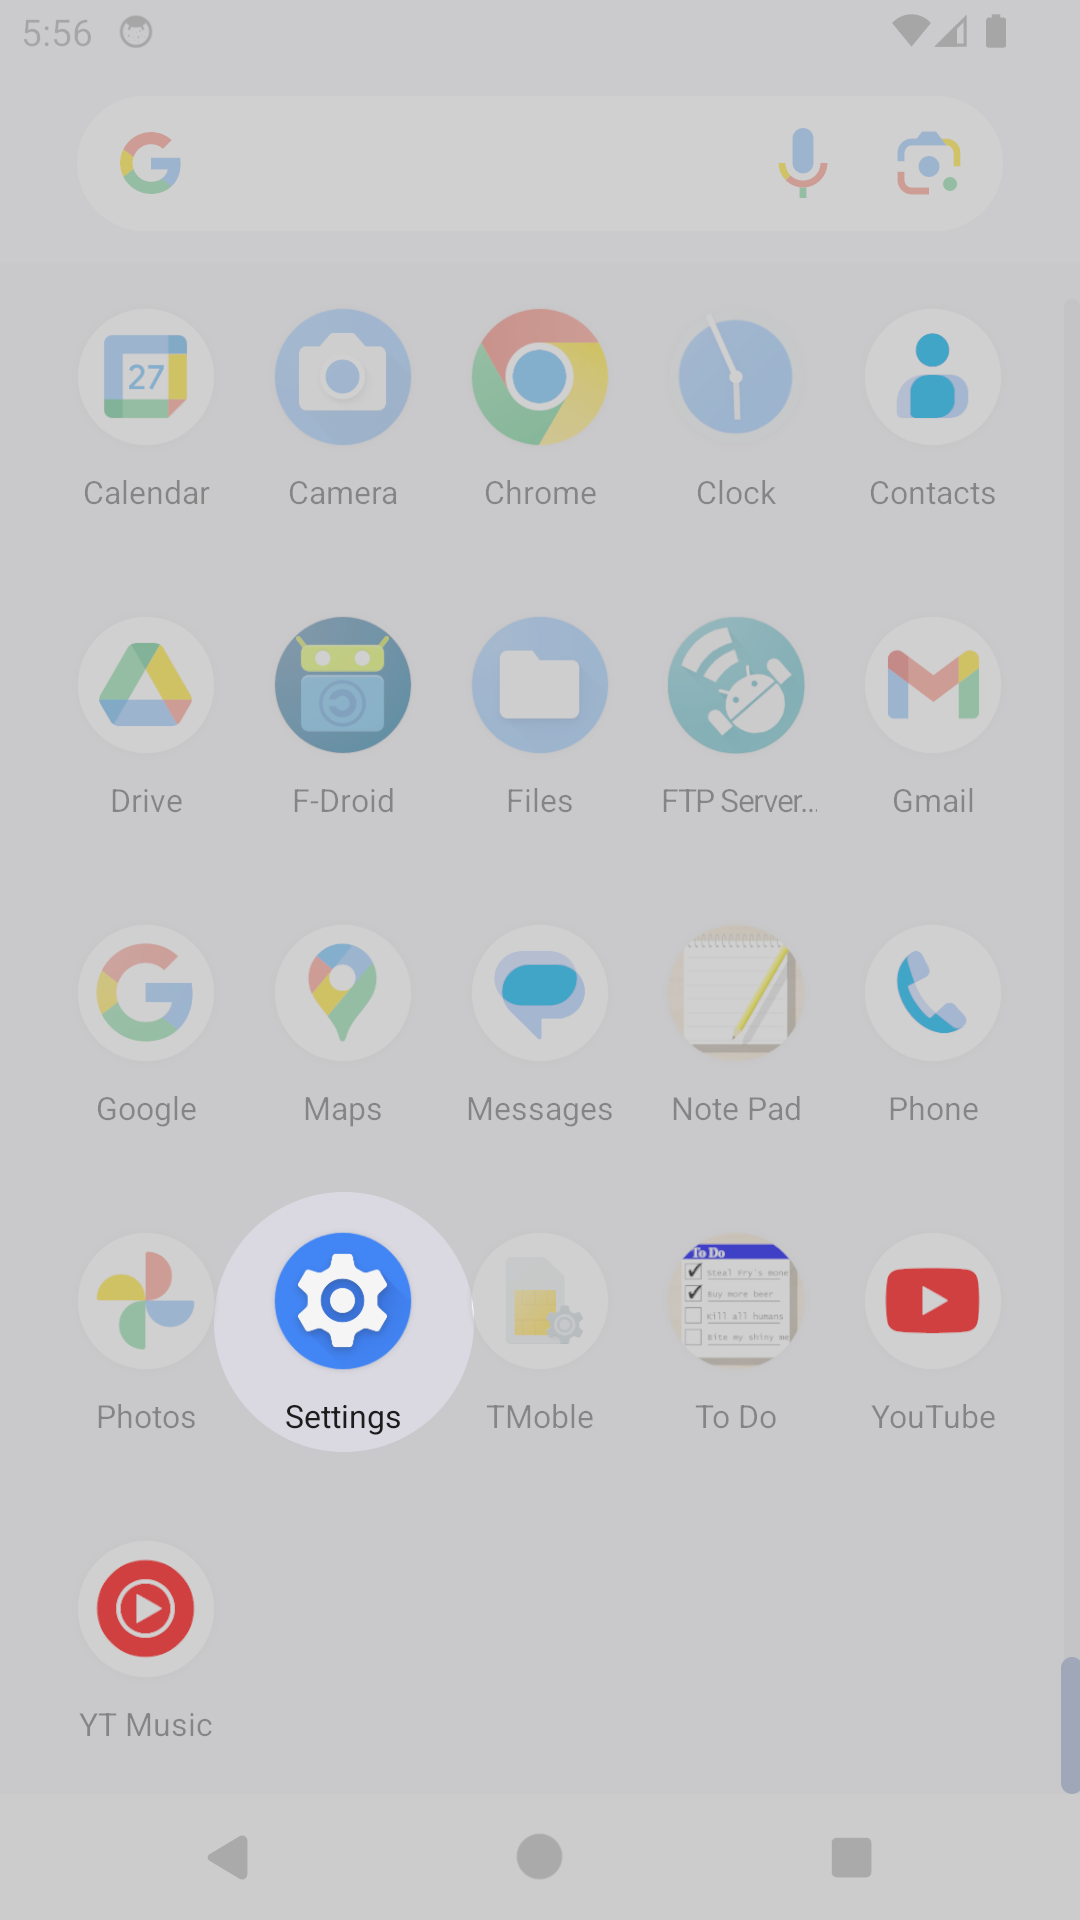 5:56
27
Calendar Camera Chrome Clock Contacts
Drive F-Droid Files FTP Server... Gmail
Google Maps Messages Note Pad Phone
To Do
Steal Fry's mone
Buy more beer
Kill all humans
Bite my shiny me
Photos Settings TMoble To Do YouTube
YT Music